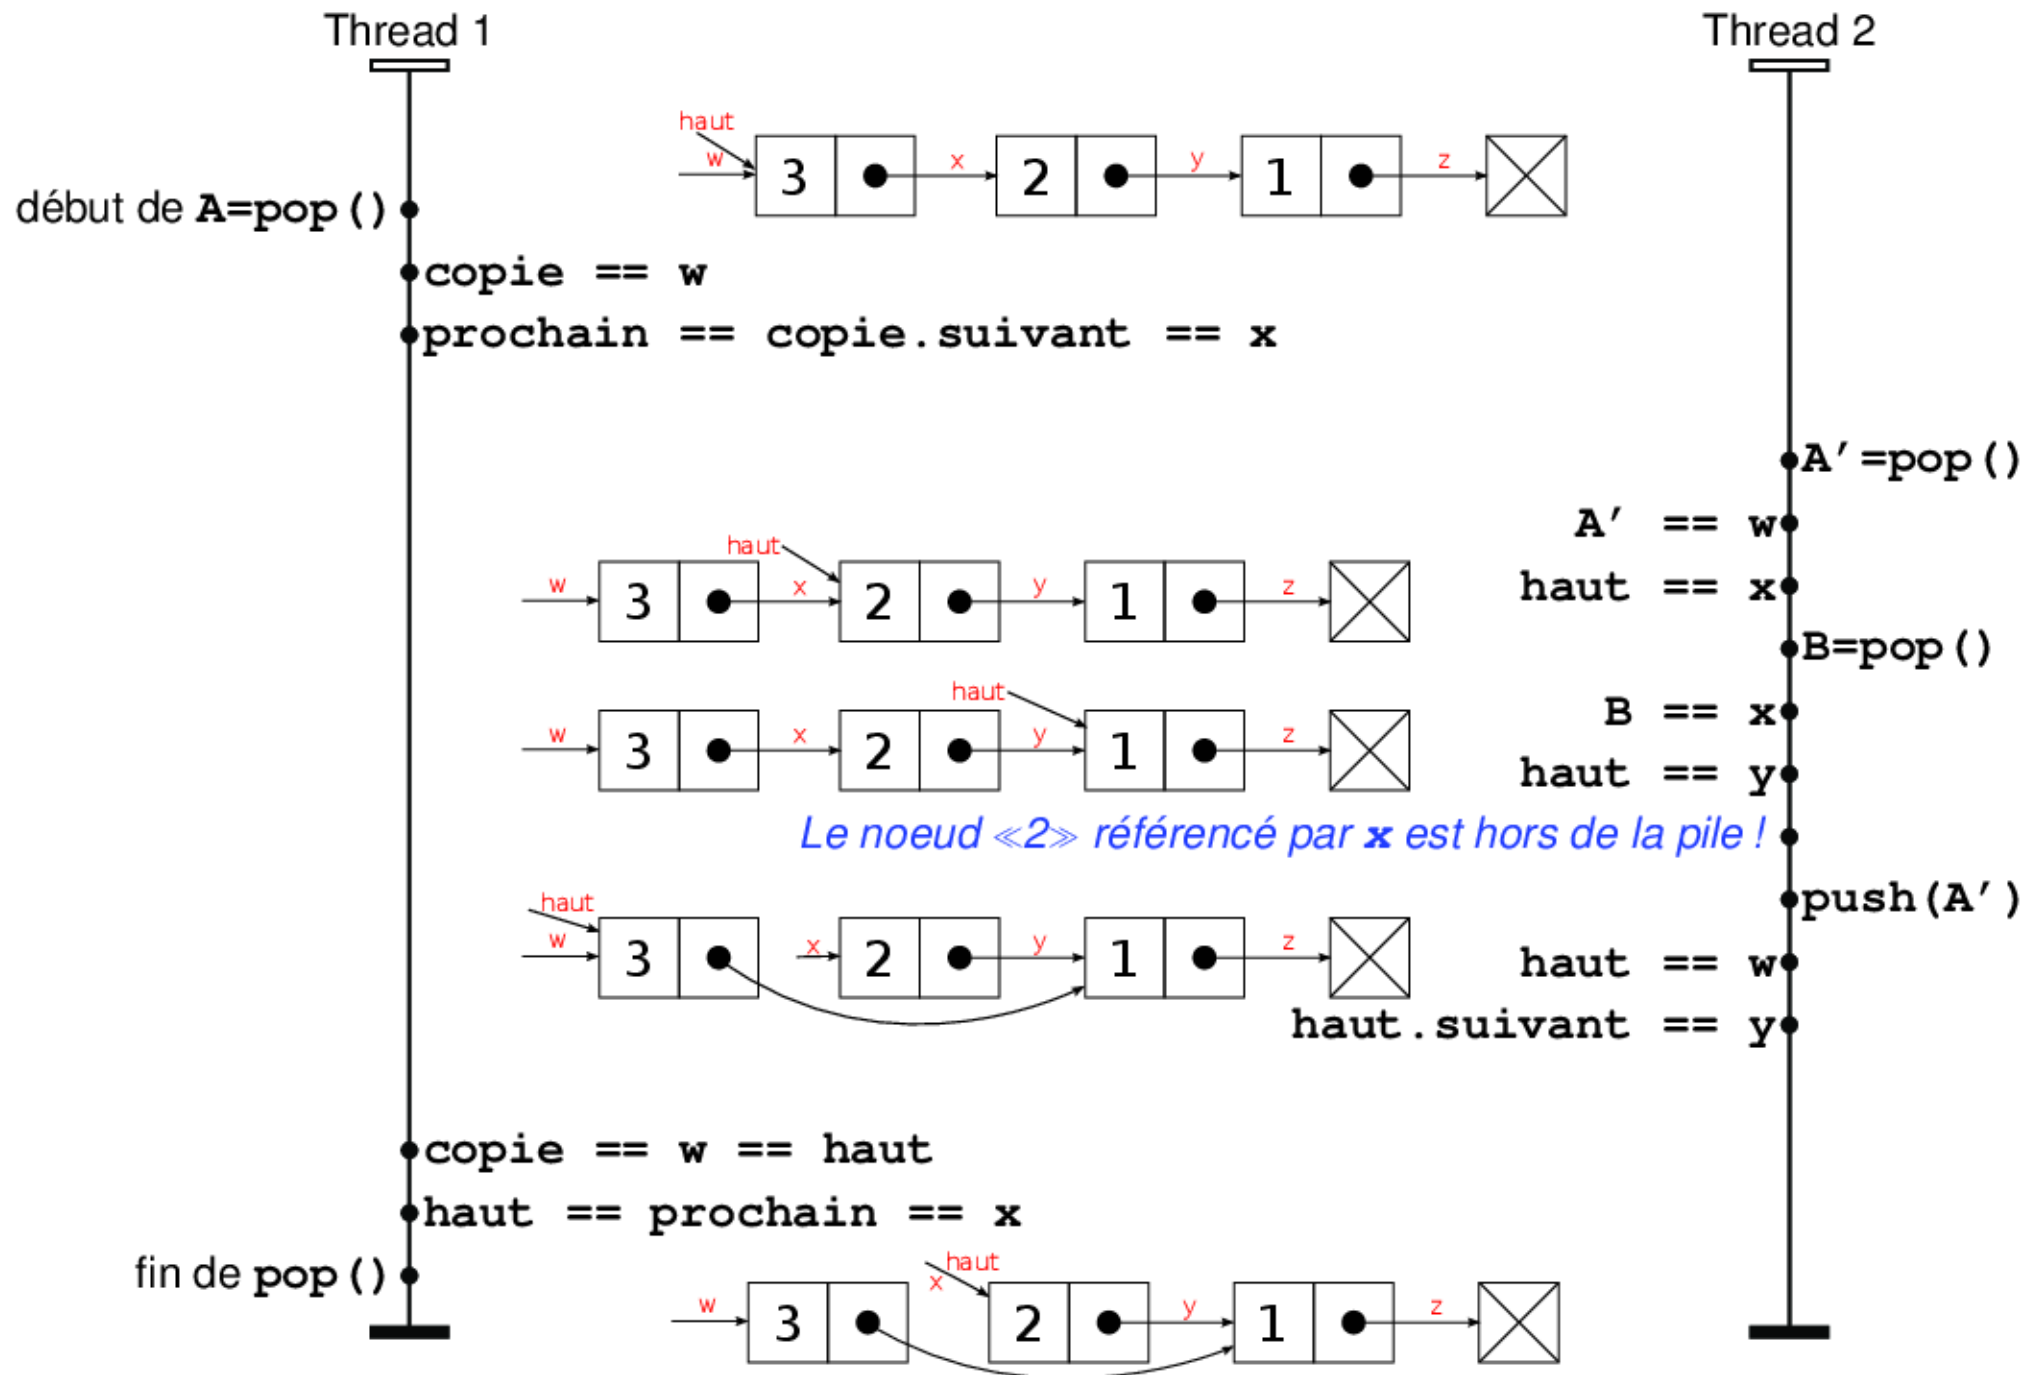 Thread 1
Thread 2
haut
w 3 x 2 y 1 z
début de A=pop()
copie == w
prochain == copie.suivant == x
A′=pop()
A′ == w
haut
w 3 x 2 y 1 z
haut == x
B=pop()
haut
B == x
w 3 x 2 y 1 z
haut == y
Le noeud ≪2≫ référencé par x est hors de la pile !
haut
push(A′)
w 3 x 2 y 1 z
haut == w
haut.suivant == y
copie == w == haut
haut == prochain == x
fin de pop()
haut
x
w 3 2 y 1 z